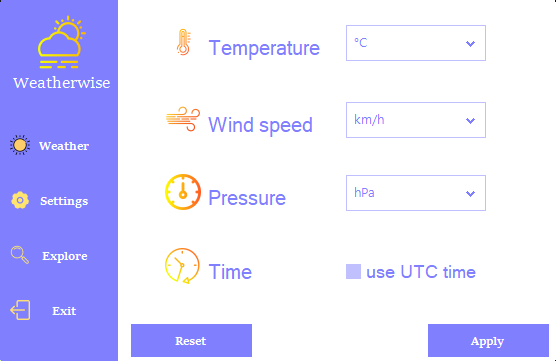 Weatherwise
Weather
Settings
Explore
Exit
Temperature
°C
Wind speed
km/h
Pressure
hPa
Time
use UTC time
Reset
Apply